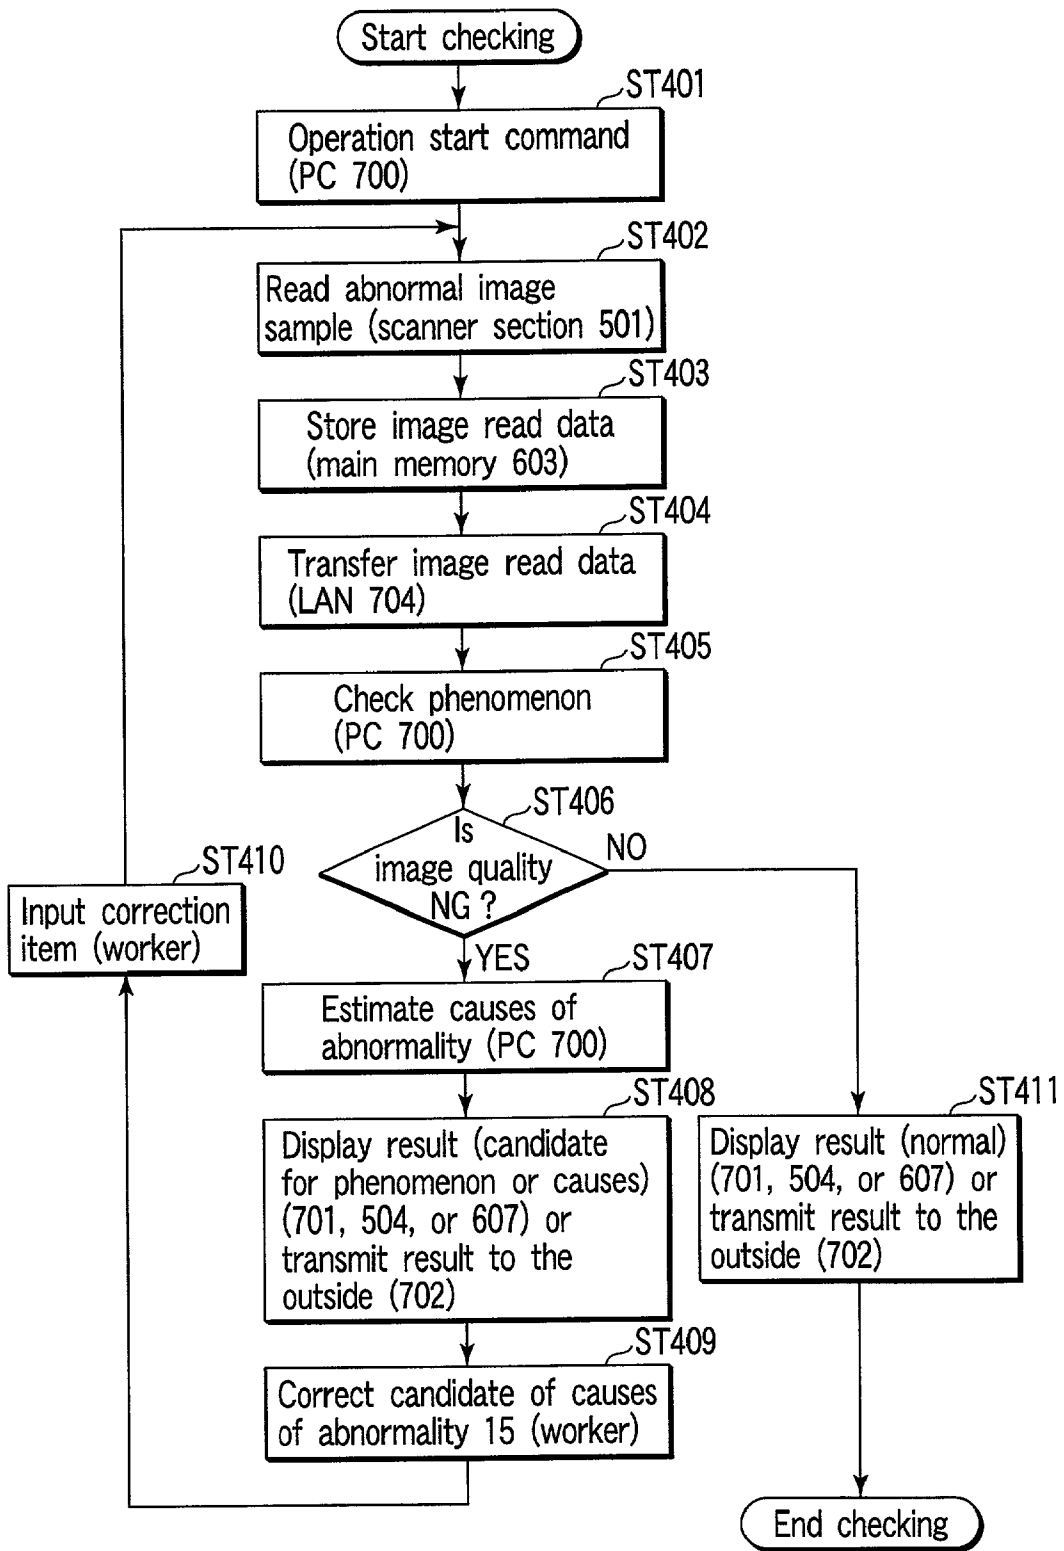 Start checking
ST401
Operation start command
(PC 700)
ST402
Read abnormal image
sample (scanner section 501)
ST403
Store image read data
(main memory 603)
ST404
Transfer image read data
(LAN 704)
ST405
Check phenomenon
(PC 700)
ST406
Is
image quality
NG ?
NO
YES
ST410
Input correction
item (worker)
ST407
Estimate causes of
abnormality (PC 700)
ST408
Display result (candidate
for phenomenon or causes)
(701, 504, or 607) or
transmit result to the
outside (702)
ST411
Display result (normal)
(701, 504, or 607) or
transmit result to the
outside (702)
ST409
Correct candidate of causes
of abnormality 15 (worker)
End checking